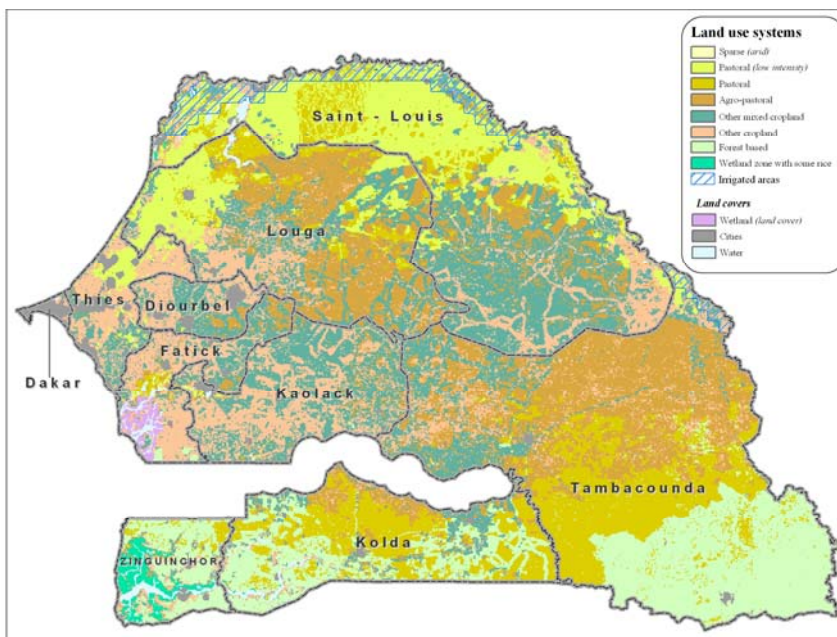 Land use systems
Sparse (arid)
Pastoral (low intensity)
Pastoral
Agro-pastoral
Other mixed cropland
Other cropland
Forest based
Wetland zone with some rice
Irrigated areas
Land covers
Wetland (land cover)
Cities
Water
Saint - Louis
Louga
Thies
Diourbel
Fatick
Dakar
Kaolack
Tambacounda
Kolda
ZINGUINCHOR